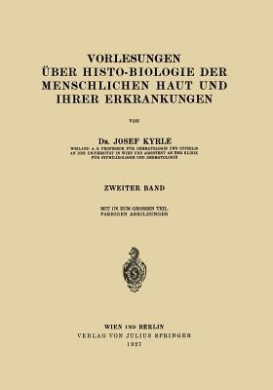 VORLESUNGEN
ÜBER HISTO-BIOLOGIE DER
MENSCHLICHEN HAUT UND
IHRER ERKRANKUNGEN
VON
DR. JOSEF KYRLE
WEILAND A. O. PROFESSOR FÜR DERMATOLOGIE UND SYPHILIS
AN DER UNIVERSITÄT IN WIEN UND ASSISTENT AN DER KLINIK
FÜR SYPHILIDOLOGIE UND DERMATOLOGIE
ZWEITER BAND
MIT 176 ZUM GROSSEN TEIL
FARBIGEN ABBILDUNGEN
WIEN UND BERLIN
VERLAG VON JULIUS SPRINGER
1927